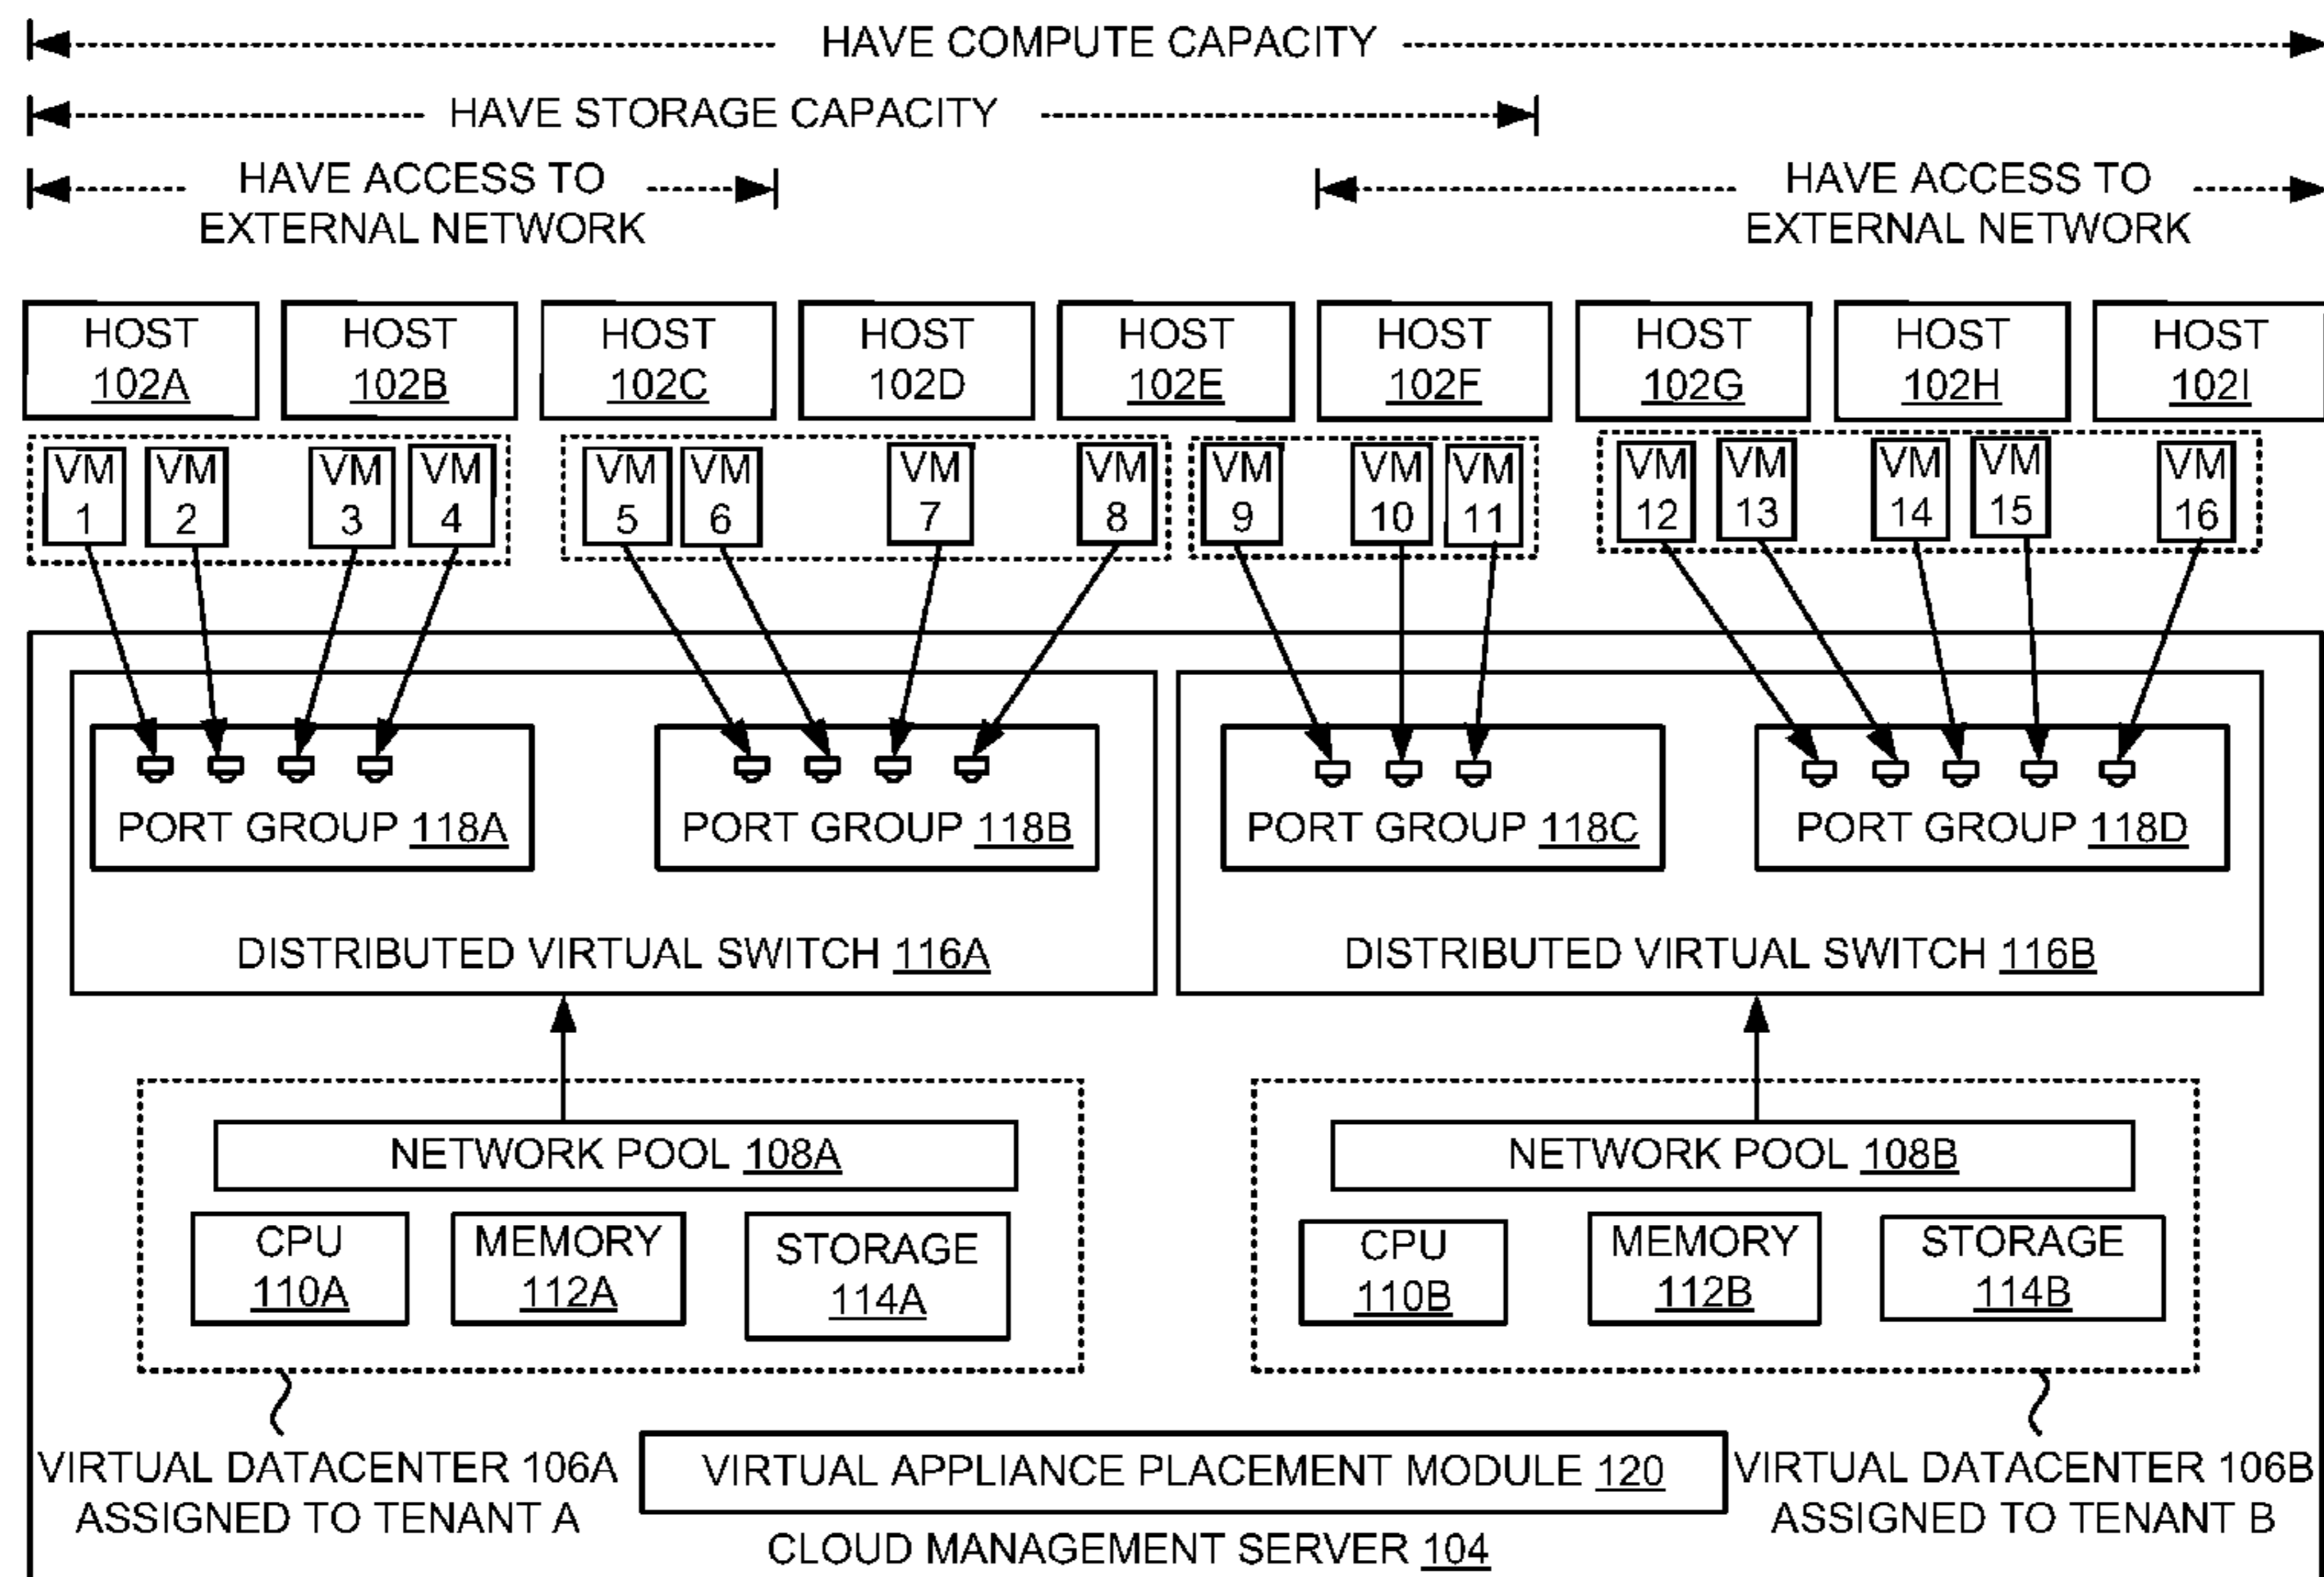 HAVE COMPUTE CAPACITY
HAVE STORAGE CAPACITY
HAVE ACCESS TO
EXTERNAL NETWORK
HAVE ACCESS TO
EXTERNAL NETWORK
HOST
102A
HOST
102B
HOST
102C
HOST
102D
HOST
102E
HOST
102F
HOST
102G
HOST
102H
HOST
102I
VM
1
VM
2
VM
3
VM
4
VM
5
VM
6
VM
7
VM
8
VM
9
VM
10
VM
11
VM
12
VM
13
VM
14
VM
15
VM
16
PORT GROUP 118A
PORT GROUP 118B
PORT GROUP 118C
PORT GROUP 118D
DISTRIBUTED VIRTUAL SWITCH 116A
DISTRIBUTED VIRTUAL SWITCH 116B
NETWORK POOL 108A
CPU
110A
MEMORY
112A
STORAGE
114A
NETWORK POOL 108B
CPU
110B
MEMORY
112B
STORAGE
114B
VIRTUAL DATACENTER 106A
ASSIGNED TO TENANT A
VIRTUAL APPLIANCE PLACEMENT MODULE 120
VIRTUAL DATACENTER 106B
ASSIGNED TO TENANT B
CLOUD MANAGEMENT SERVER 104